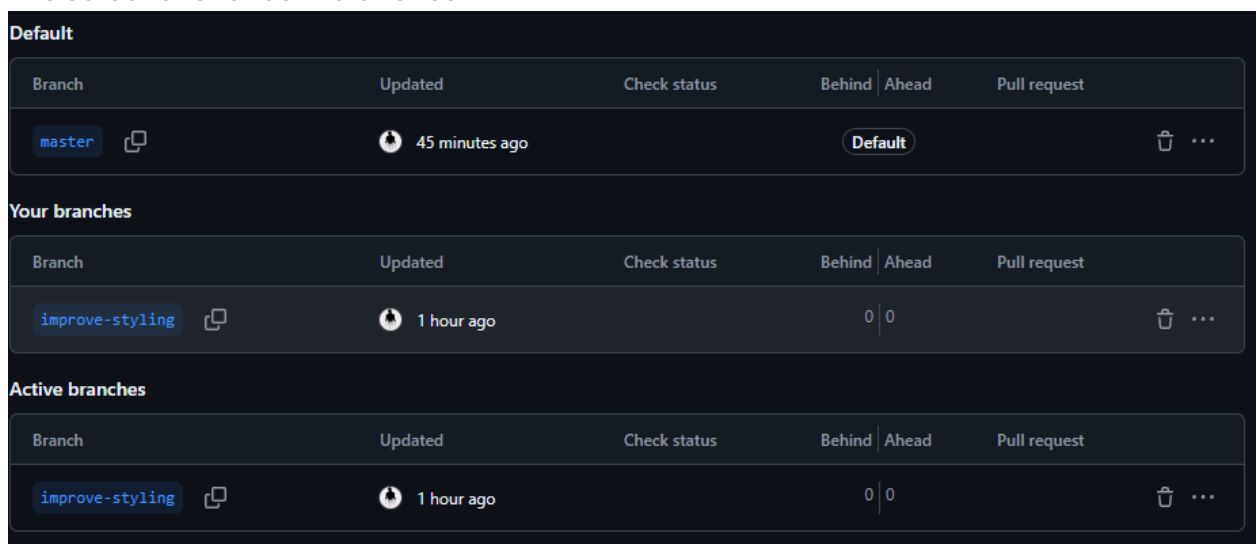 Default
Branch Updated Check status Behind Ahead Pull request
master 45 minutes ago Default
Your branches
Branch Updated Check status Behind Ahead Pull request
improve-styling 1 hour ago 0 0
Active branches
Branch Updated Check status Behind Ahead Pull request
improve-styling 1 hour ago 0 0